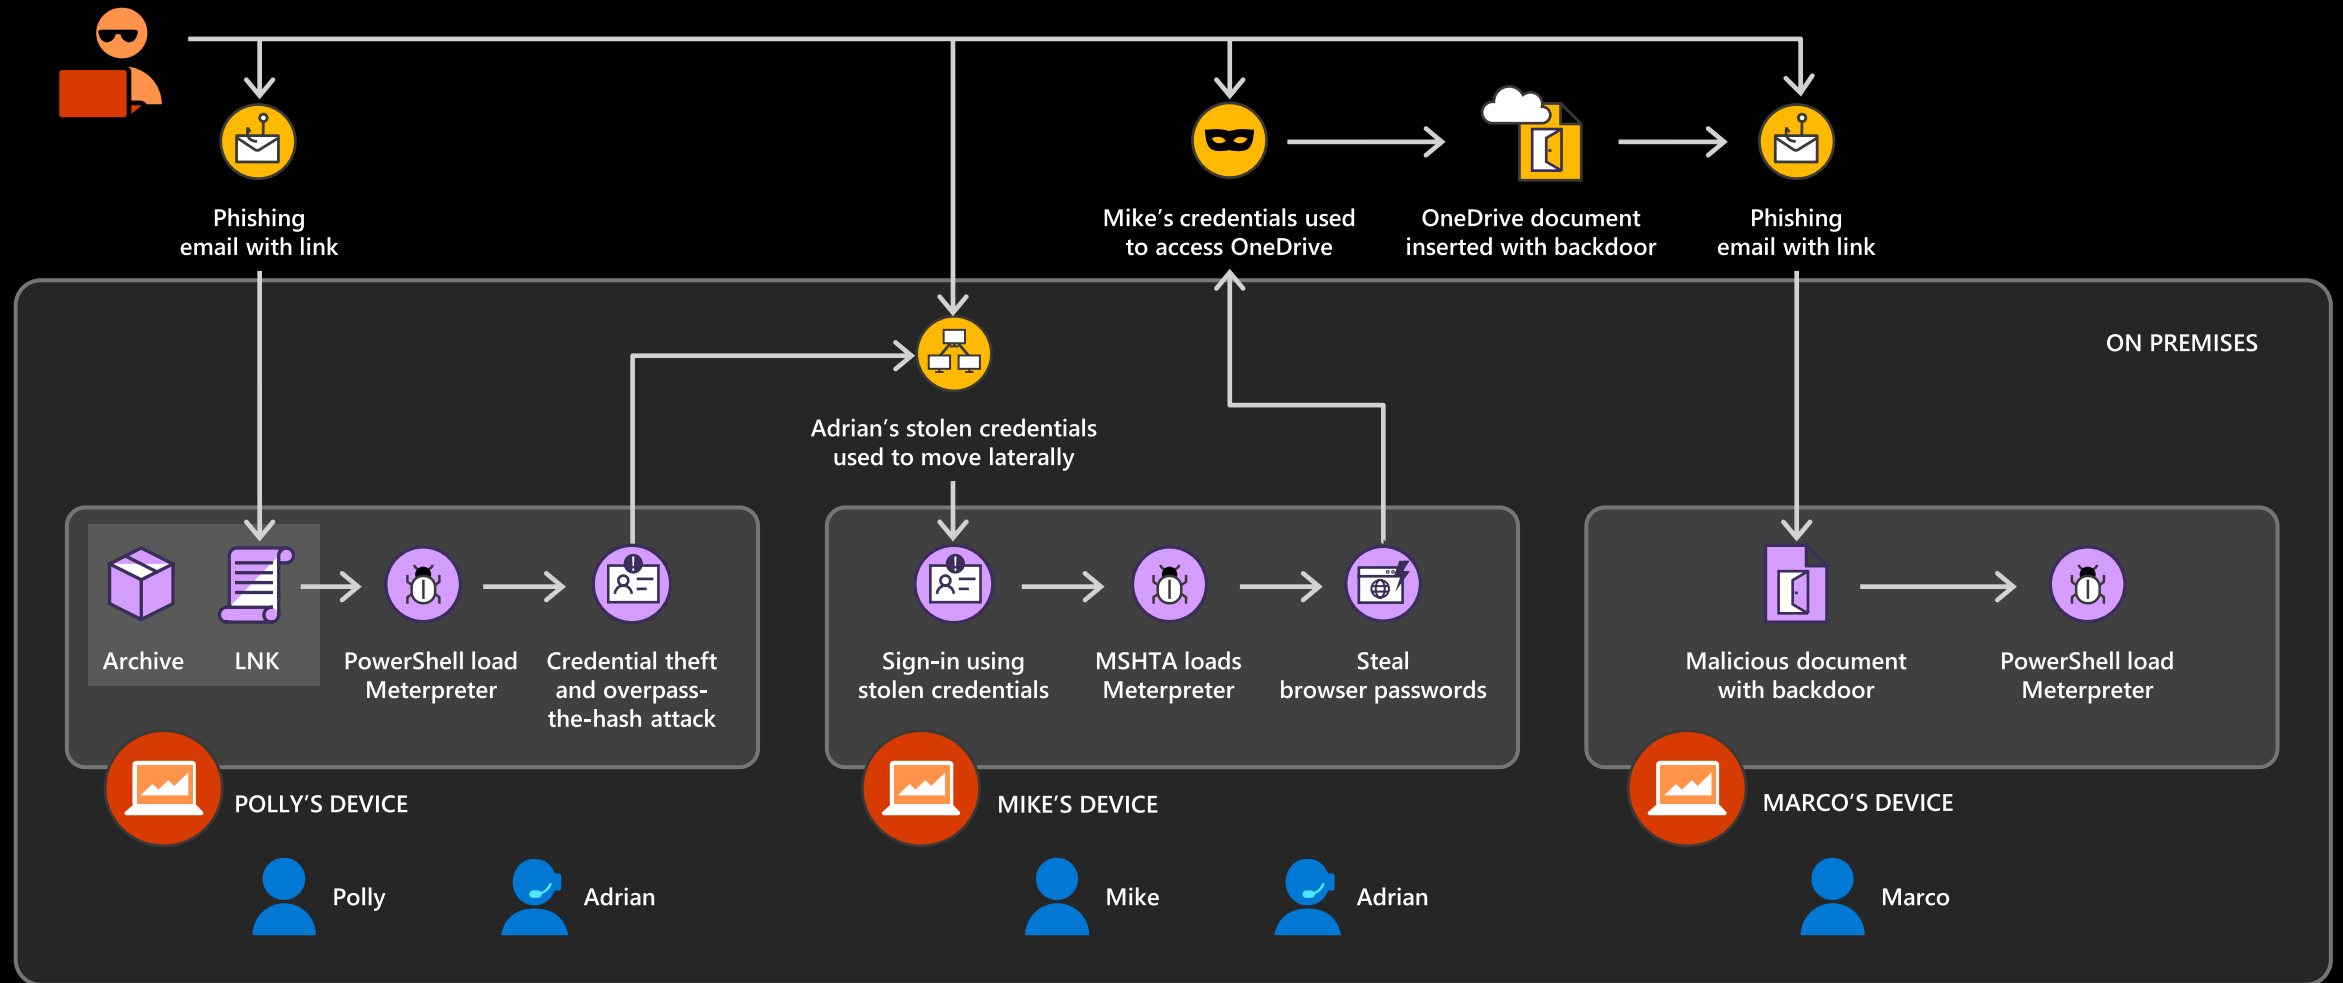 Phishing
email with link
Mike’s credentials used
to access OneDrive
OneDrive document
inserted with backdoor
Phishing
email with link
ON PREMISES
Adrian’s stolen credentials
used to move laterally
Archive
LNK
PowerShell load
Meterpreter
Credential theft
and overpass-
the-hash attack
Sign-in using
stolen credentials
MSHTA loads
Meterpreter
Steal
browser passwords
Malicious document
with backdoor
PowerShell load
Meterpreter
POLLY’S DEVICE
MIKE’S DEVICE
MARCO’S DEVICE
Polly
Adrian
Mike
Adrian
Marco